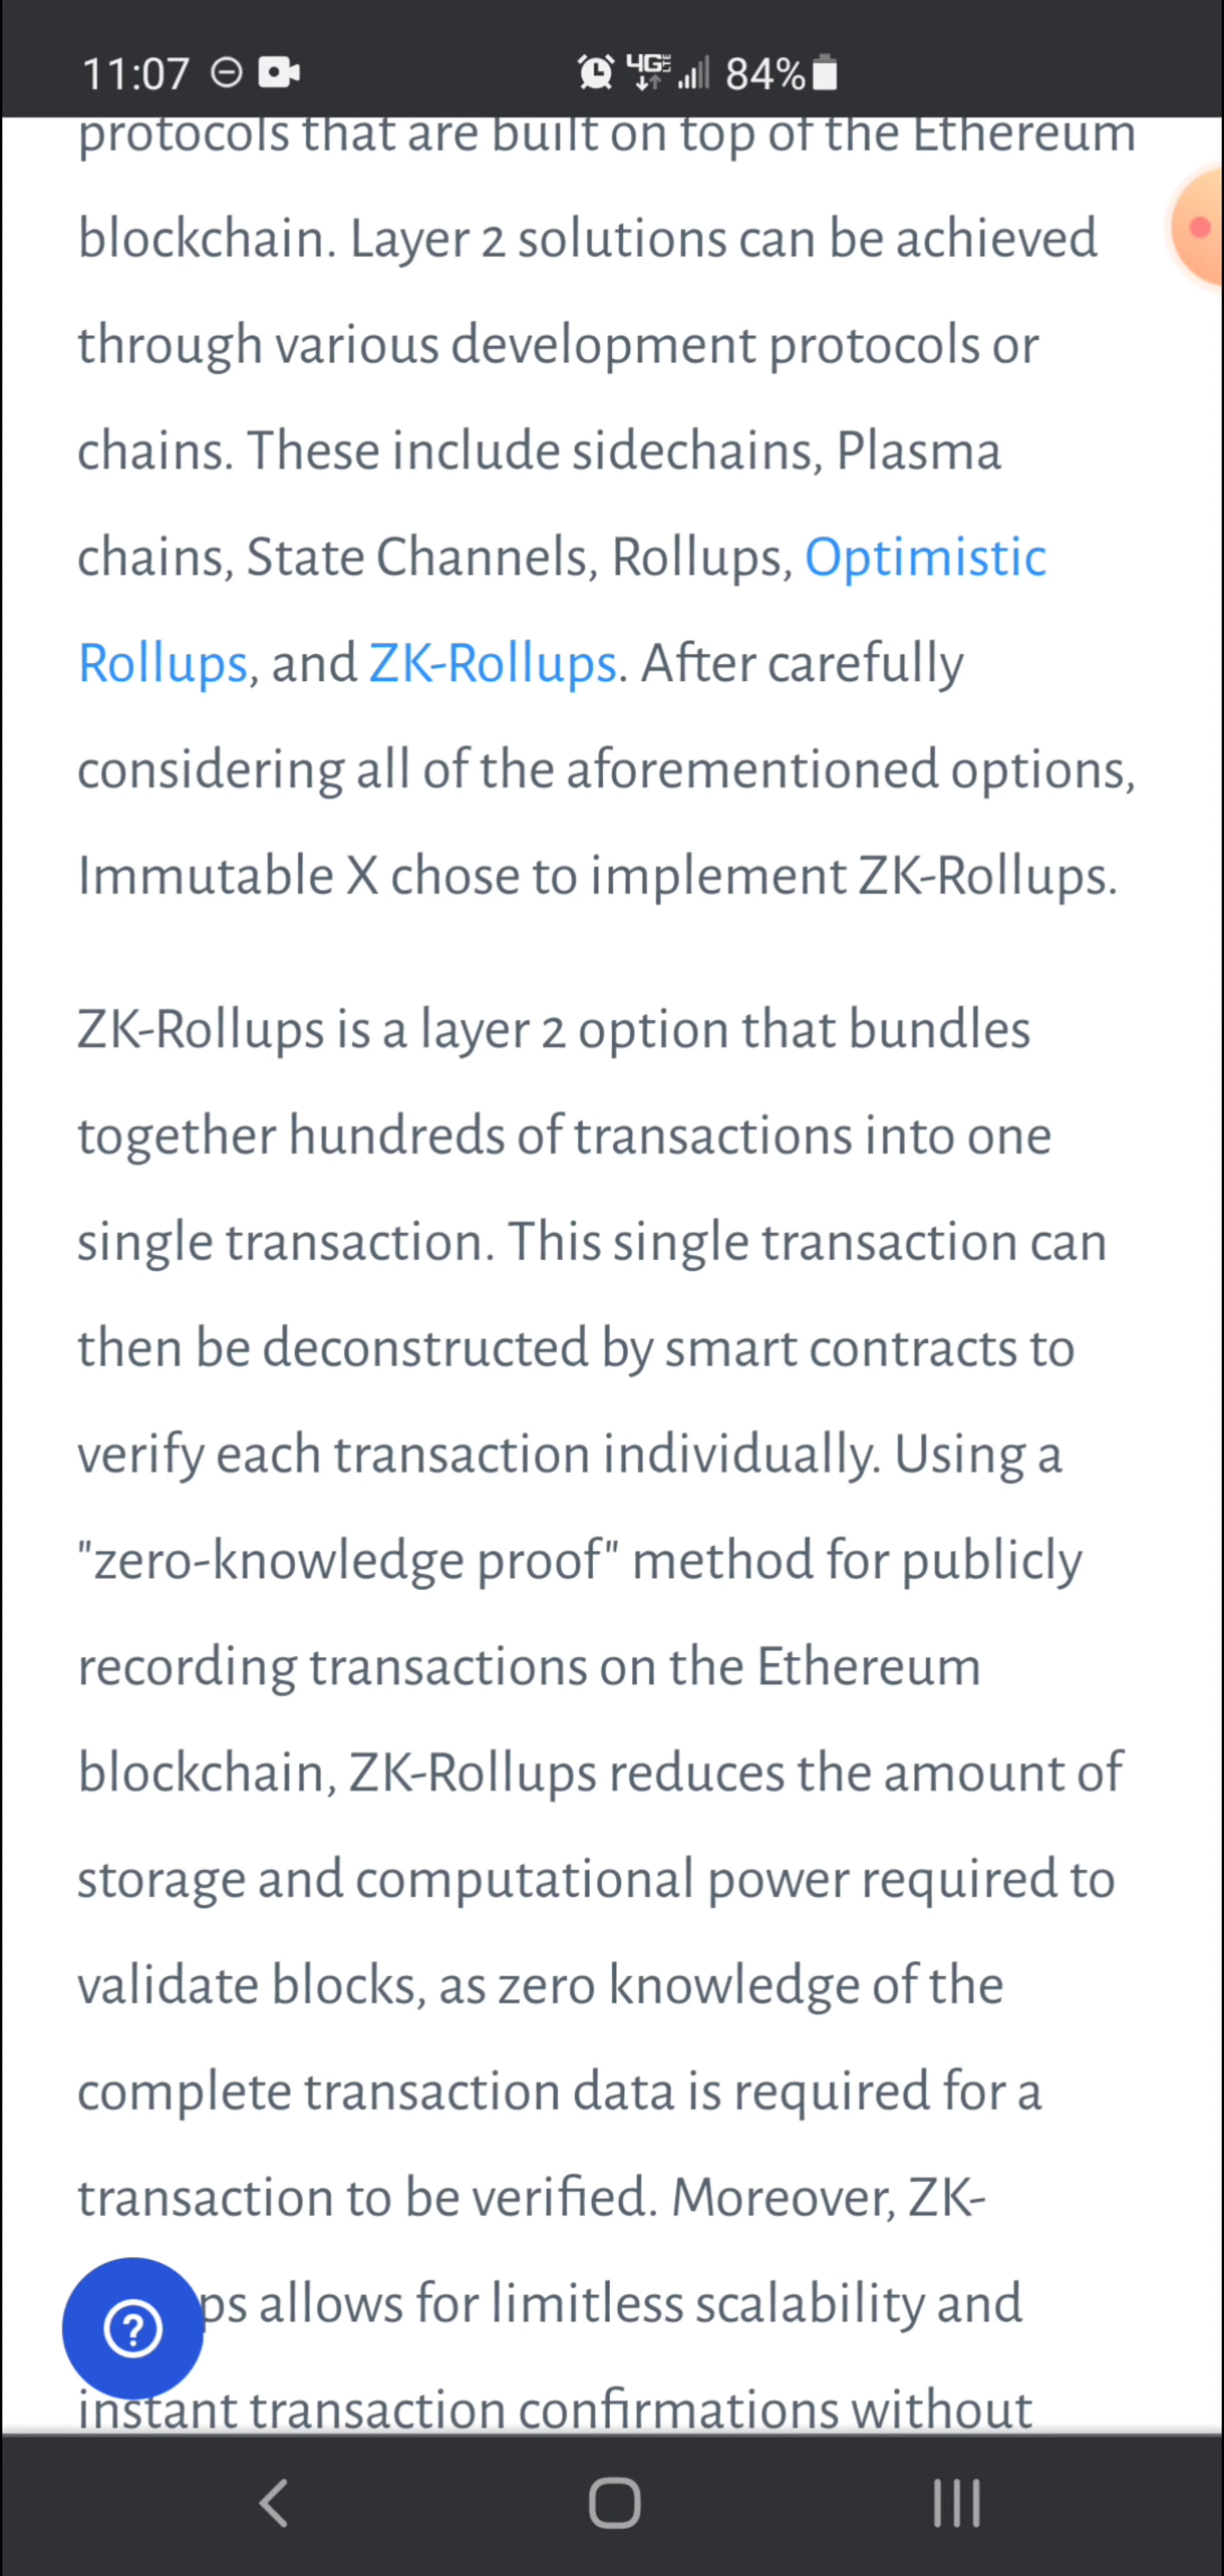 11:07
4G LTE 84%
protocols that are built on top of the Ethereum
blockchain. Layer 2 solutions can be achieved
through various development protocols or
chains. These include sidechains, Plasma
chains, State Channels, Rollups, Optimistic
Rollups, and ZK-Rollups. After carefully
considering all of the aforementioned options,
Immutable X chose to implement ZK-Rollups.
ZK-Rollups is a layer 2 option that bundles
together hundreds of transactions into one
single transaction. This single transaction can
then be deconstructed by smart contracts to
verify each transaction individually. Using a
"zero-knowledge proof" method for publicly
recording transactions on the Ethereum
blockchain, ZK-Rollups reduces the amount of
storage and computational power required to
validate blocks, as zero knowledge of the
complete transaction data is required for a
transaction to be verified. Moreover, ZK-
ps allows for limitless scalability and
instant transaction confirmations without